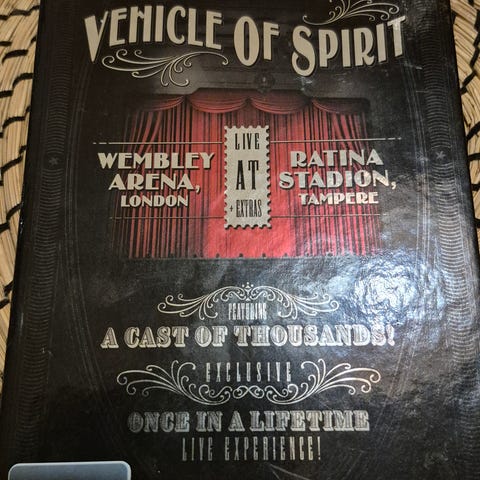 VEHICLE OF SPIRIT
WEMBLEY
ARENA,
LONDON
LIVE
AT
+ EXTRAS
RATINA
STADION,
TAMPERE
FEATURING
A CAST OF THOUSANDS!
EXCLUSIVE
ONCE IN A LIFETIME
LIVE EXPERIENCE!